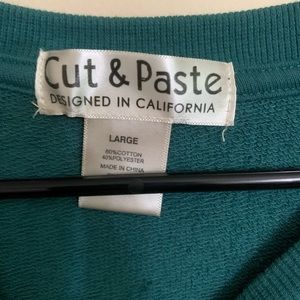 Cut & Paste
DESIGNED IN CALIFORNIA
LARGE
60%COTTON
40%POLYESTER
MADE IN CHINA